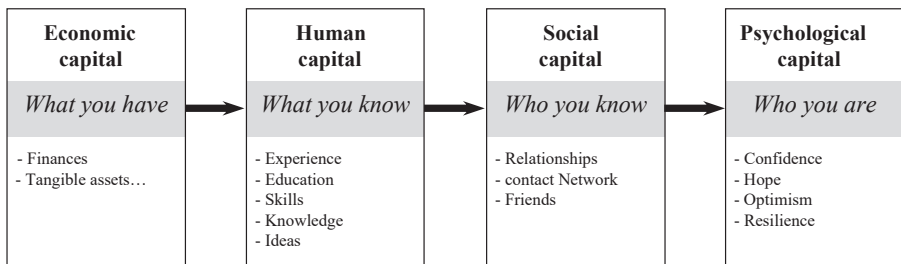 Economic
capital
What you have
- Finances
- Tangible assets…
Human
capital
What you know
- Experience
- Education
- Skills
- Knowledge
- Ideas
Social
capital
Who you know
- Relationships
- contact Network
- Friends
Psychological
capital
Who you are
- Confidence
- Hope
- Optimism
- Resilience